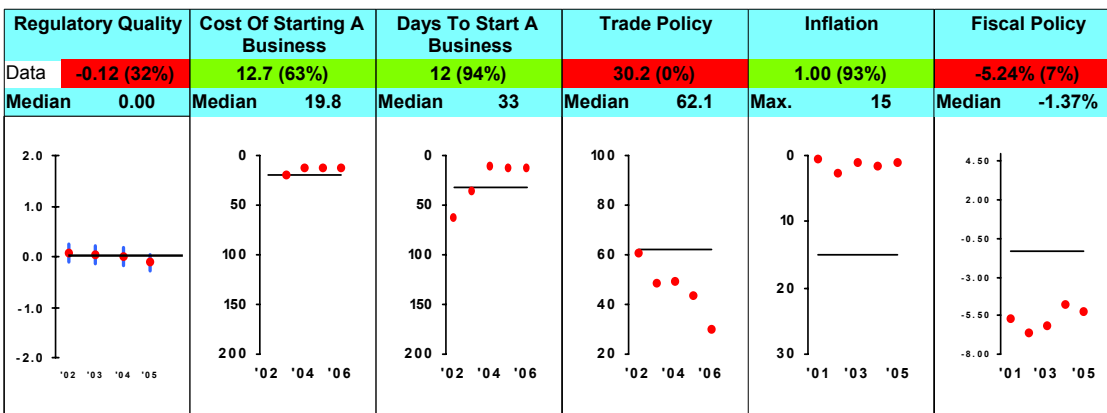 Regulatory Quality
Cost Of Starting A
Business
Days To Start A
Business
Trade Policy
Inflation
Fiscal Policy
Data -0.12 (32%) 12.7 (63%) 12 (94%) 30.2 (0%) 1.00 (93%) -5.24% (7%)
Median 0.00 Median 19.8 Median 33 Median 62.1 Max. 15 Median -1.37%
2.0
1.0
0.0
-1.0
-2.0
'02 '03 '04 '05
0
50
100
150
200
'02 '04 '06
0
50
100
150
200
'02 '04 '06
100
80
60
40
20
'02 '04 '06
0
10
20
30
'01 '03 '05
4.50
2.00
-0.50
-3.00
-5.50
-8.00
'01 '03 '05